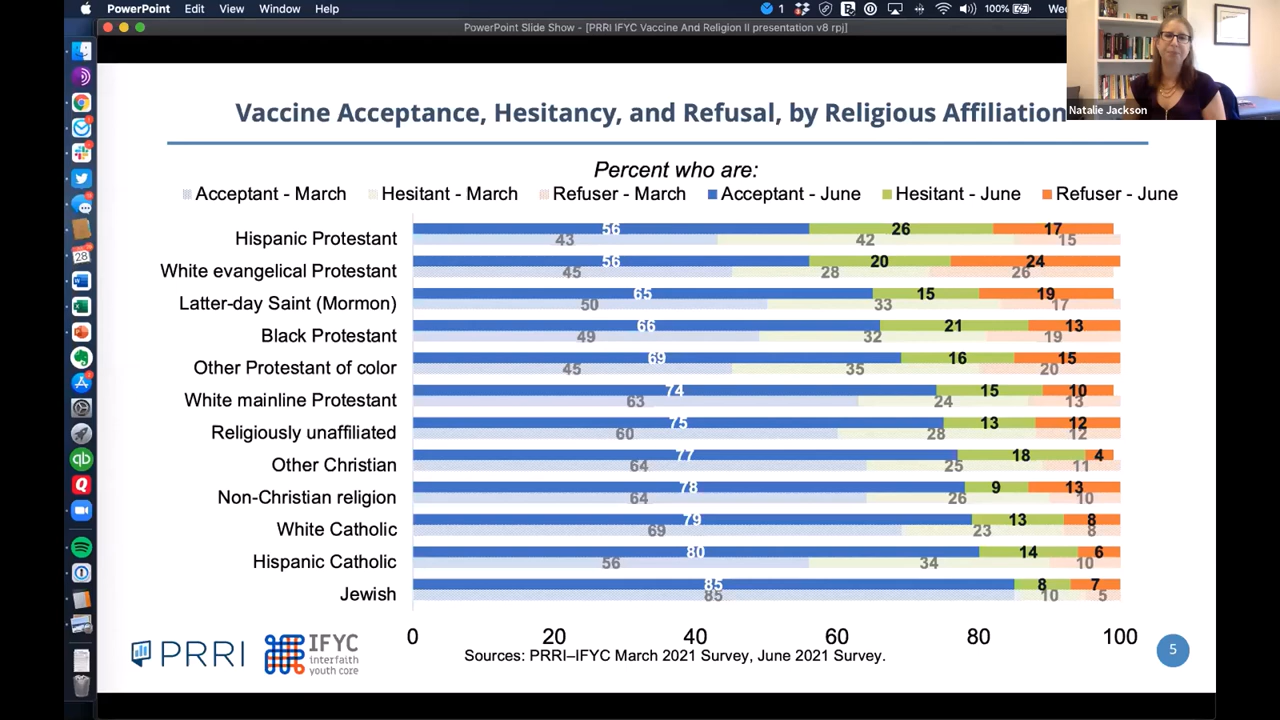 PowerPoint Edit View Window Help 1 100% We
PowerPoint Slide Show - [PRRI IFYC Vaccine And Religion II presentation v8 rpj]
Natalie Jackson
Vaccine Acceptance, Hesitancy, and Refusal, by Religious Affiliation
Percent who are:
Acceptant - March Hesitant - March Refuser - March Acceptant - June Hesitant - June Refuser - June
Hispanic Protestant 56 26 17
43 42 15
White evangelical Protestant 56 20 24
45 28 26
Latter-day Saint (Mormon) 65 15 19
50 33 17
Black Protestant 66 21 13
49 32 19
Other Protestant of color 69 16 15
45 35 20
White mainline Protestant 74 15 10
63 24 13
Religiously unaffiliated 75 13 12
60 28 12
Other Christian 77 18 4
64 25 11
Non-Christian religion 78 9 13
64 26 10
White Catholic 79 13 8
69 23 8
Hispanic Catholic 80 14 6
56 34 10
Jewish 85 8 7
85 10 5
0 20 40 60 80 100
Sources: PRRI–IFYC March 2021 Survey, June 2021 Survey.
PRRI
IFYC
interfaith
youth core
5
28